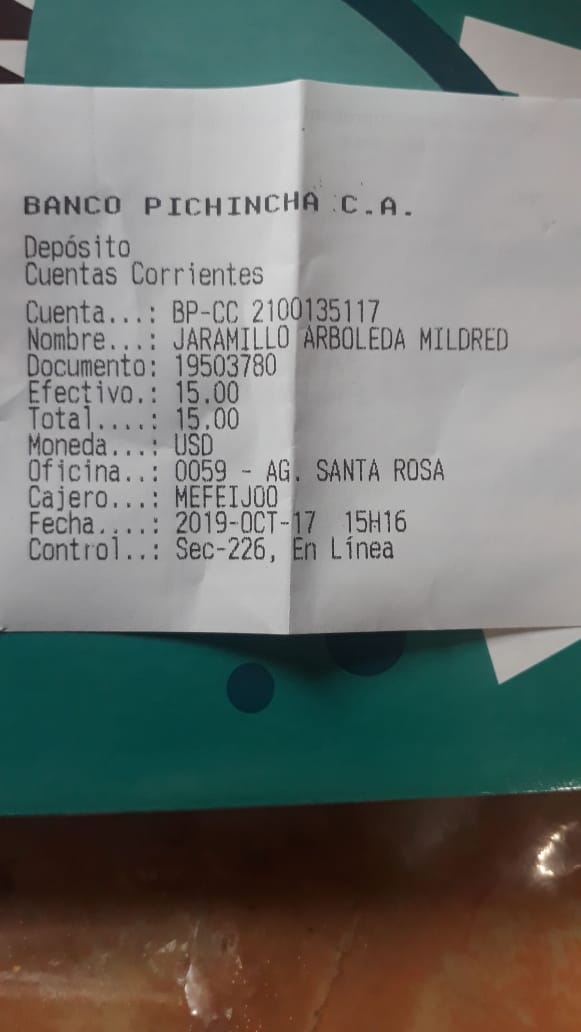 BANCO PICHINCHA C.A.
Depósito
Cuentas Corrientes
Cuenta...: BP-CC 2100135117
Nombre...: JARAMILLO ARBOLEDA MILDRED
Documento: 19503780
Efectivo.: 15.00
Total....: 15.00
Moneda...: USD
Oficina..: 0059 - AG. SANTA ROSA
Cajero...: MEFEIJOO
Fecha....: 2019-OCT-17 15H16
Control..: Sec-226, En Línea